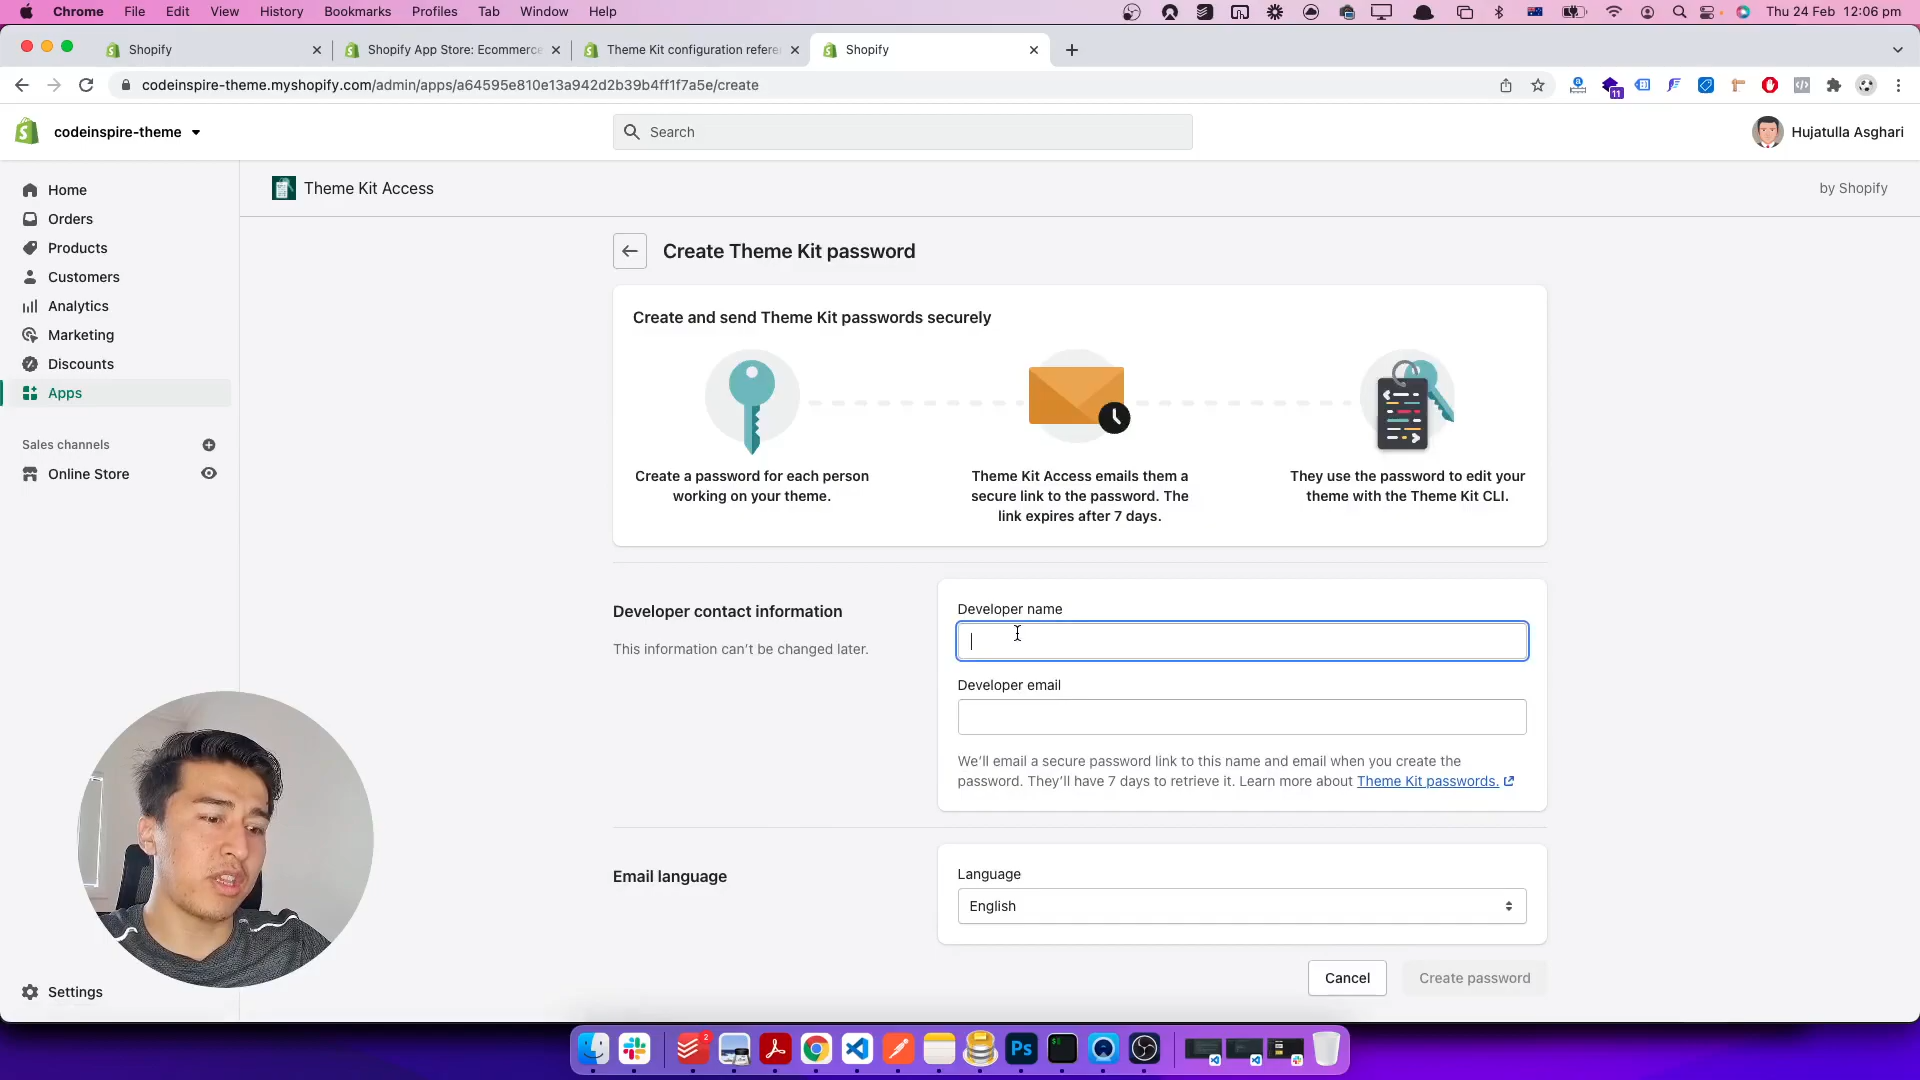 Chrome File Edit View History Bookmarks Profiles Tab Window Help
Thu 24 Feb 12:06 pm
Shopify
Shopify App Store: Ecommerce
Theme Kit configuration refere
Shopify
codeinspire-theme.myshopify.com/admin/apps/a64595e810e13a942d2b39b4ff1f7a5e/create
11
codeinspire-theme
Search
Hujatulla Asghari
Home
Orders
Products
Customers
Analytics
Marketing
Discounts
Apps
Sales channels
Online Store
Settings
Theme Kit Access
by Shopify
Create Theme Kit password
Create and send Theme Kit passwords securely
Create a password for each person
working on your theme.
Theme Kit Access emails them a
secure link to the password. The
link expires after 7 days.
They use the password to edit your
theme with the Theme Kit CLI.
Developer contact information
This information can't be changed later.
Developer name
Developer email
We'll email a secure password link to this name and email when you create the
password. They'll have 7 days to retrieve it. Learn more about Theme Kit passwords.
Email language
Language
English
Cancel
Create password
2
Ps
$